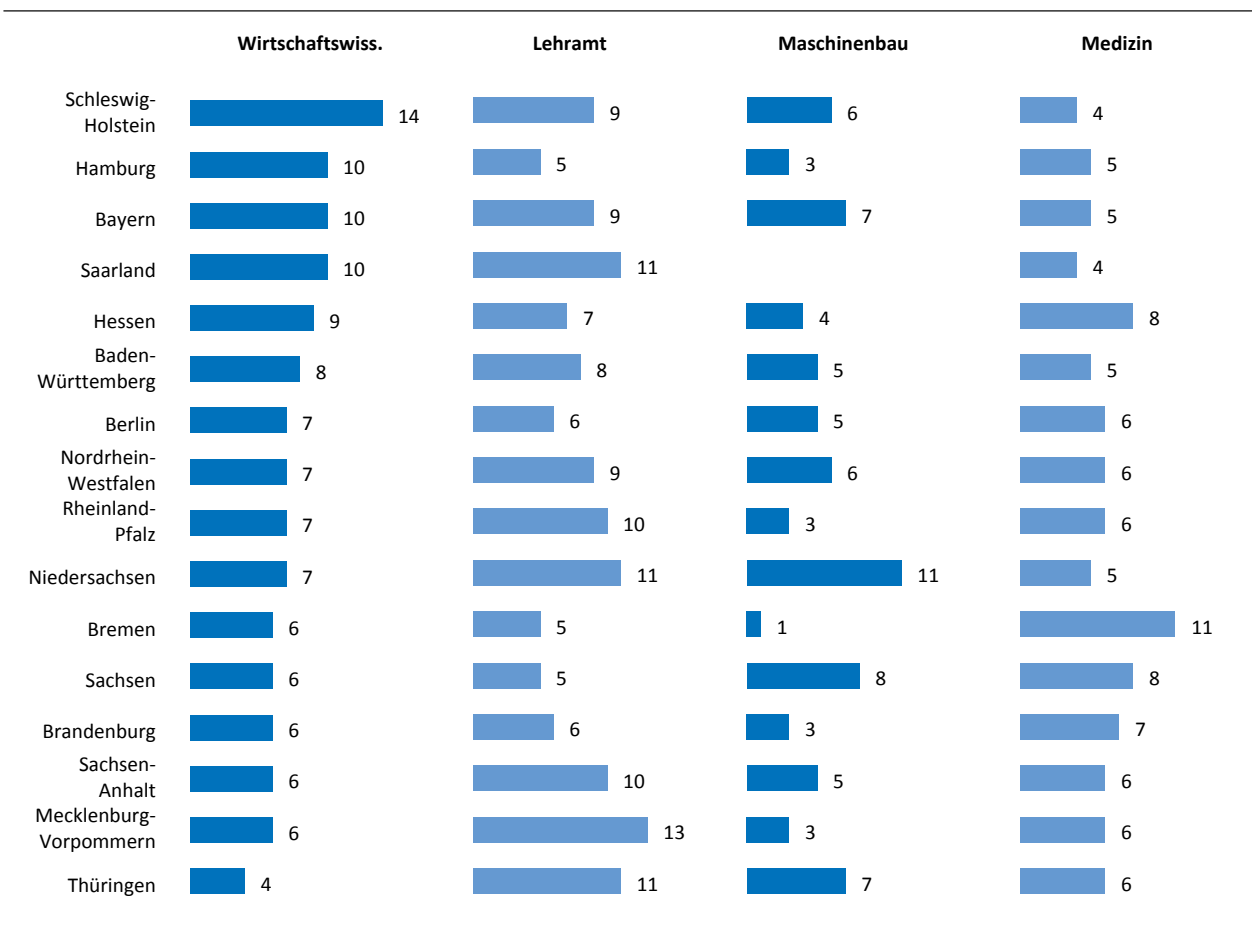 Wirtschaftswiss. Lehramt Maschinenbau Medizin
Schleswig-
Holstein 14 9 6 4
Hamburg 10 5 3 5
Bayern 10 9 7 5
Saarland 10 11 4
Hessen 9 7 4 8
Baden-
Württemberg 8 8 5 5
Berlin 7 6 5 6
Nordrhein-
Westfalen 7 9 6 6
Rheinland-
Pfalz 7 10 3 6
Niedersachsen 7 11 11 5
Bremen 6 5 1 11
Sachsen 6 5 8 8
Brandenburg 6 6 3 7
Sachsen-
Anhalt 6 10 5 6
Mecklenburg-
Vorpommern 6 13 3 6
Thüringen 4 11 7 6